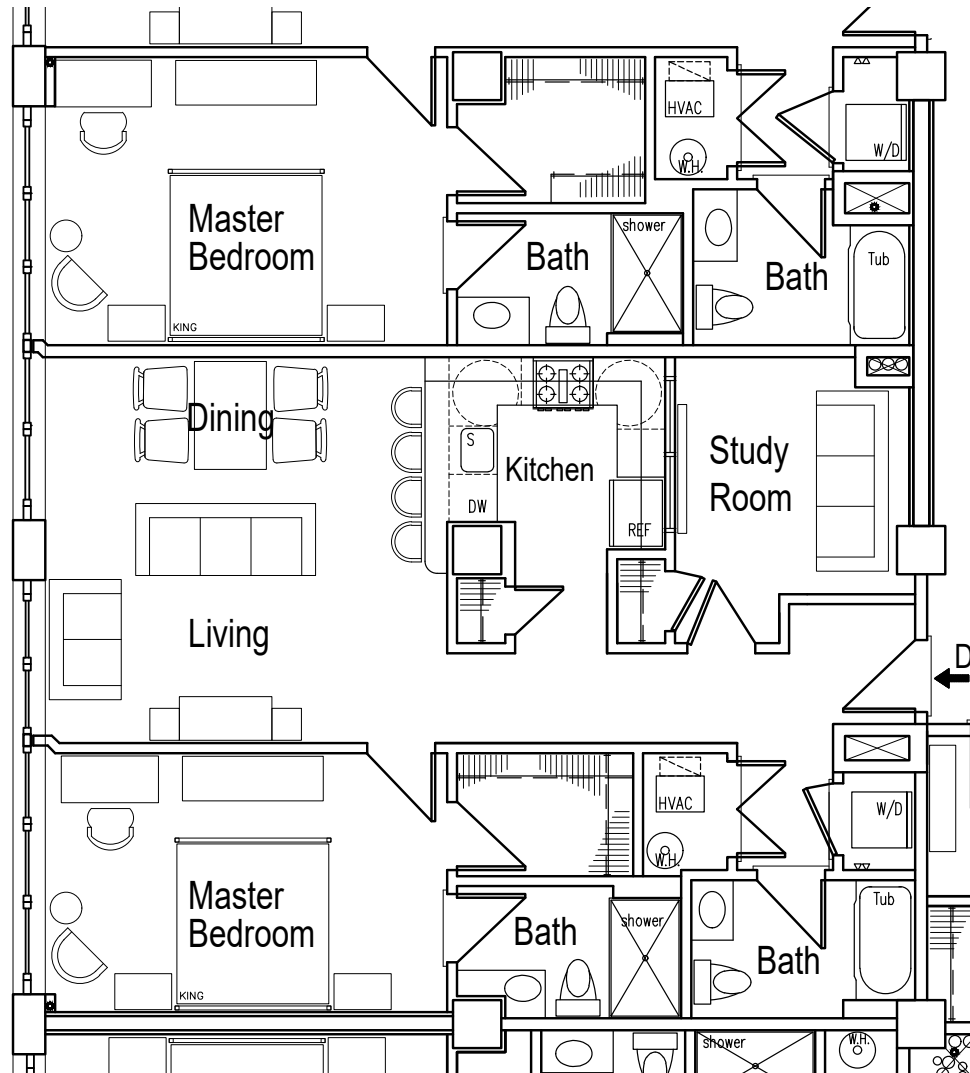 HVAC
W.H.
W/D
Master
Bedroom
shower
Bath
Bath
Tub
KING
Dining
S
Kitchen
Study
Room
DW
REF
Living
D
HVAC
W/D
W.H.
Master
Bedroom
shower
Tub
Bath
Bath
KING
shower
W.H.